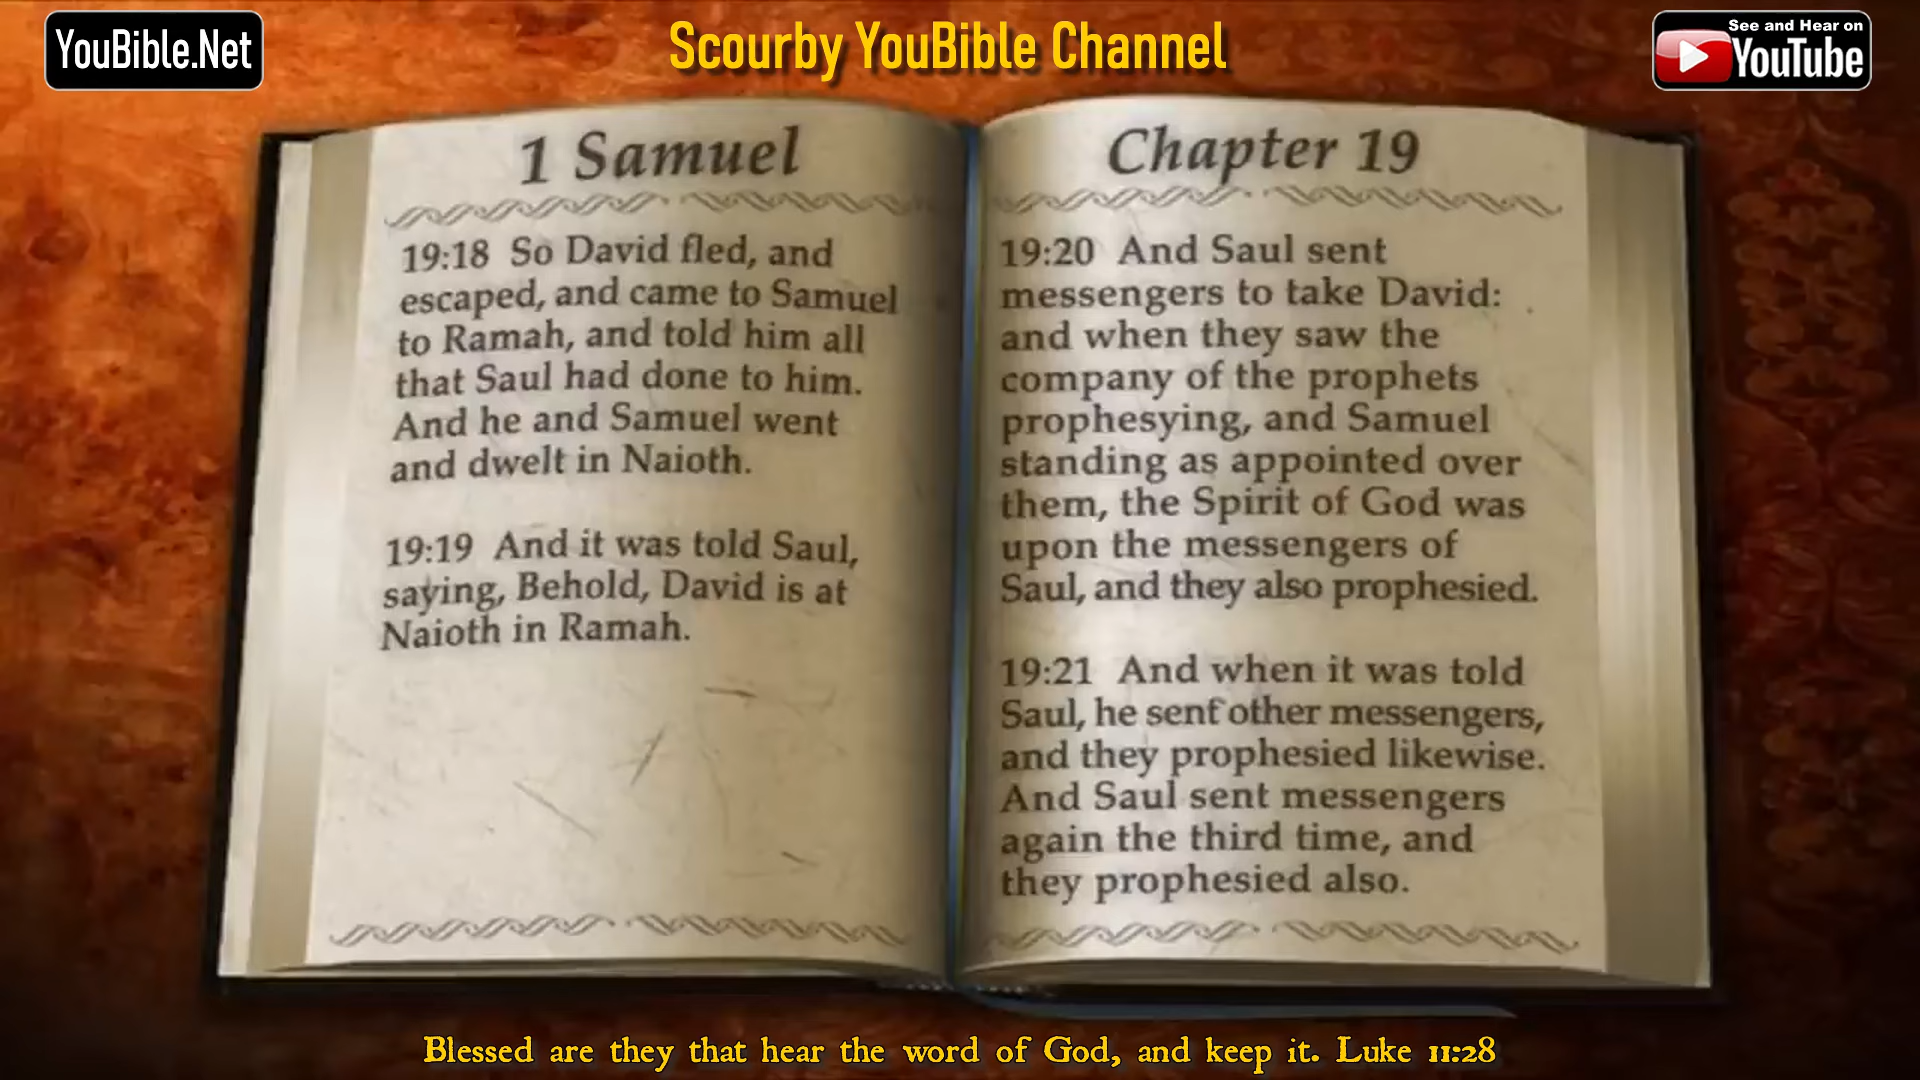 YouBible.Net
Scourby YouBible Channel
See and Hear on
YouTube
1 Samuel
19:18 So David fled, and
escaped, and came to Samuel
to Ramah, and told him all
that Saul had done to him.
And he and Samuel went
and dwelt in Naioth.
19:19 And it was told Saul,
saying, Behold, David is at
Naioth in Ramah.
Chapter 19
19:20 And Saul sent
messengers to take David:
and when they saw the
company of the prophets
prophesying, and Samuel
standing as appointed over
them, the Spirit of God was
upon the messengers of
Saul, and they also prophesied.
19:21 And when it was told
Saul, he sent other messengers,
and they prophesied likewise.
And Saul sent messengers
again the third time, and
they prophesied also.
Blessed are they that hear the word of God, and keep it. Luke 11:28